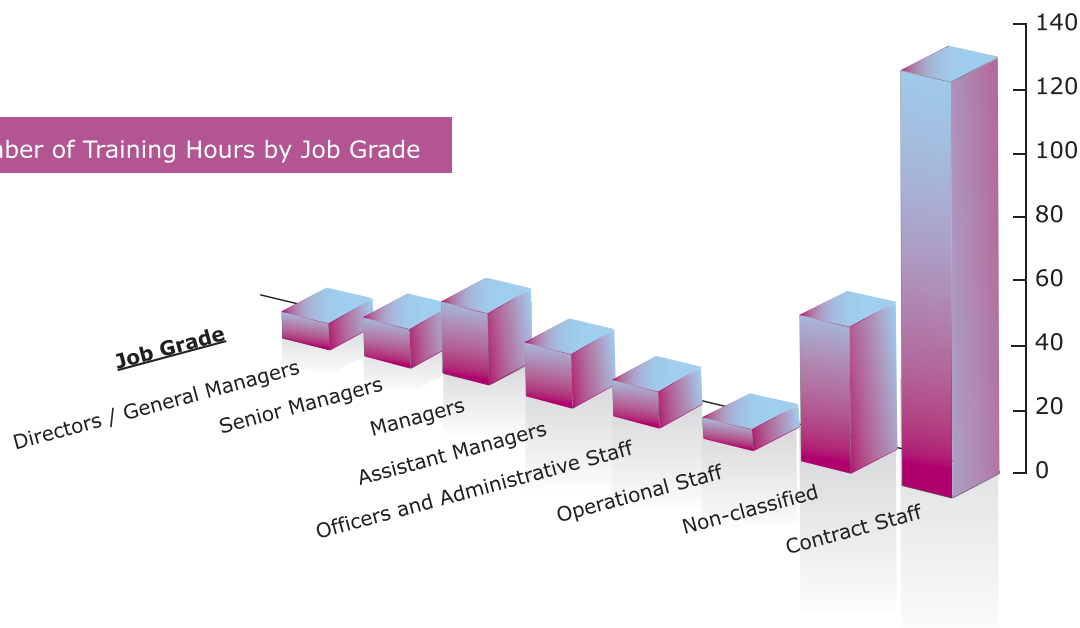 of Training Hours by Job Grade
Job Grade
Directors / General Managers
Senior Managers
Managers
Assistant Managers
Officers and Administrative Staff
Operational Staff
Non-classified
Contract Staff
140
120
100
80
60
40
20
0